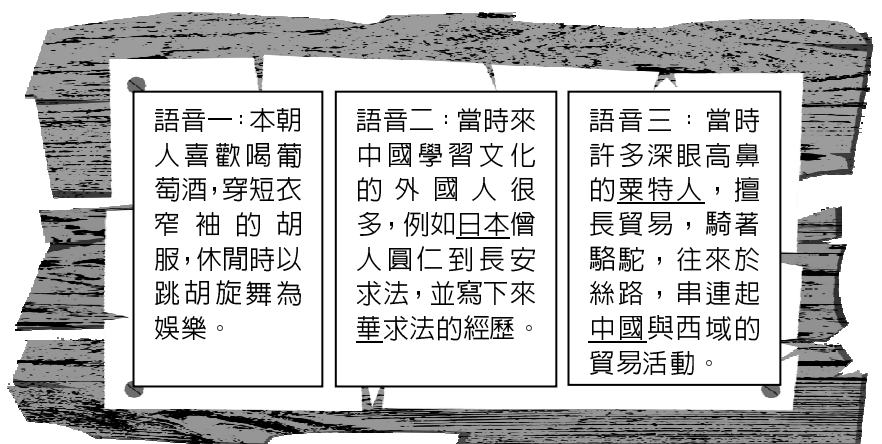 語音一：本朝
人喜歡喝葡
萄酒，穿短衣
窄袖的胡
服，休閒時以
跳胡旋舞為
娛樂。
語音二：當時來
中國學習文化
的外國人很
多，例如日本僧
人圓仁到長安
求法，並寫下來
華求法的經歷。
語音三：當時
許多深眼高鼻
的粟特人，擅
長貿易，騎著
駱駝，往來於
絲路，串連起
中國與西域的
貿易活動。